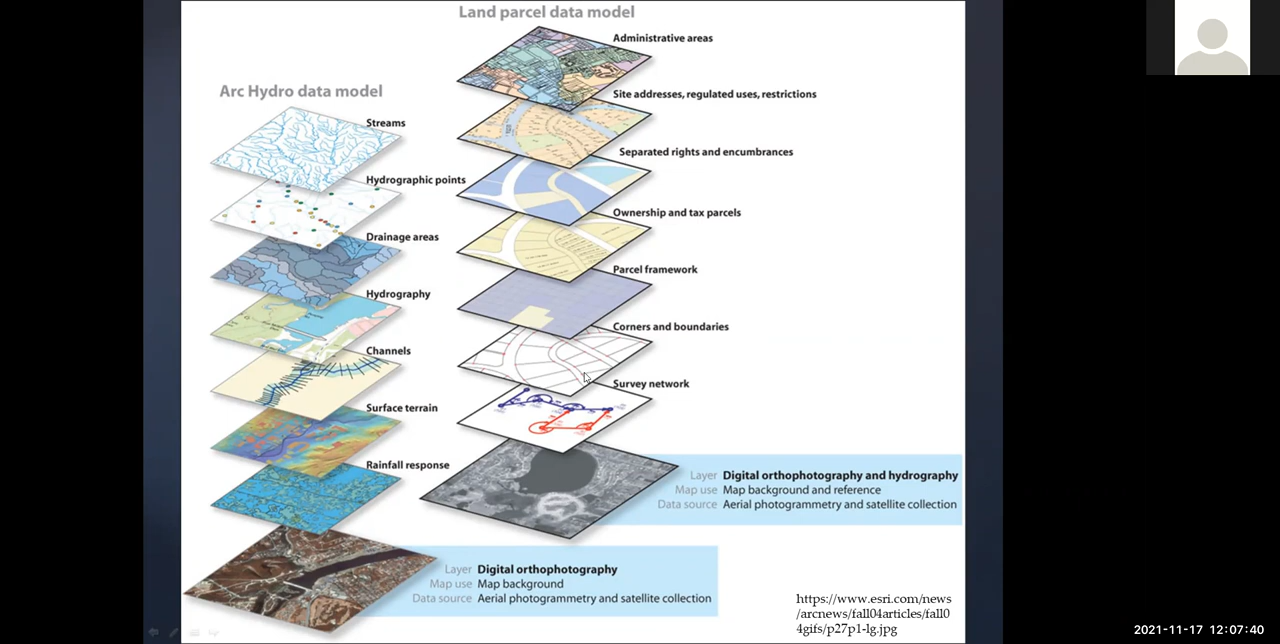 Land parcel data model
Administrative areas
Site addresses, regulated uses, restrictions
Separated rights and encumbrances
Ownership and tax parcels
Parcel framework
Corners and boundaries
Survey network
Layer Digital orthophotography and hydrography
Map use Map background and reference
Data source Aerial photogrammetry and satellite collection
Arc Hydro data model
Streams
Hydrographic points
Drainage areas
Hydrography
Channels
Surface terrain
Rainfall response
Layer Digital orthophotography
Map use Map background
Data source Aerial photogrammetry and satellite collection
https://www.esri.com/news
/arcnews/fall04articles/fall0
4gifs/p27p1-lg.jpg
2021-11-17 12:07:40